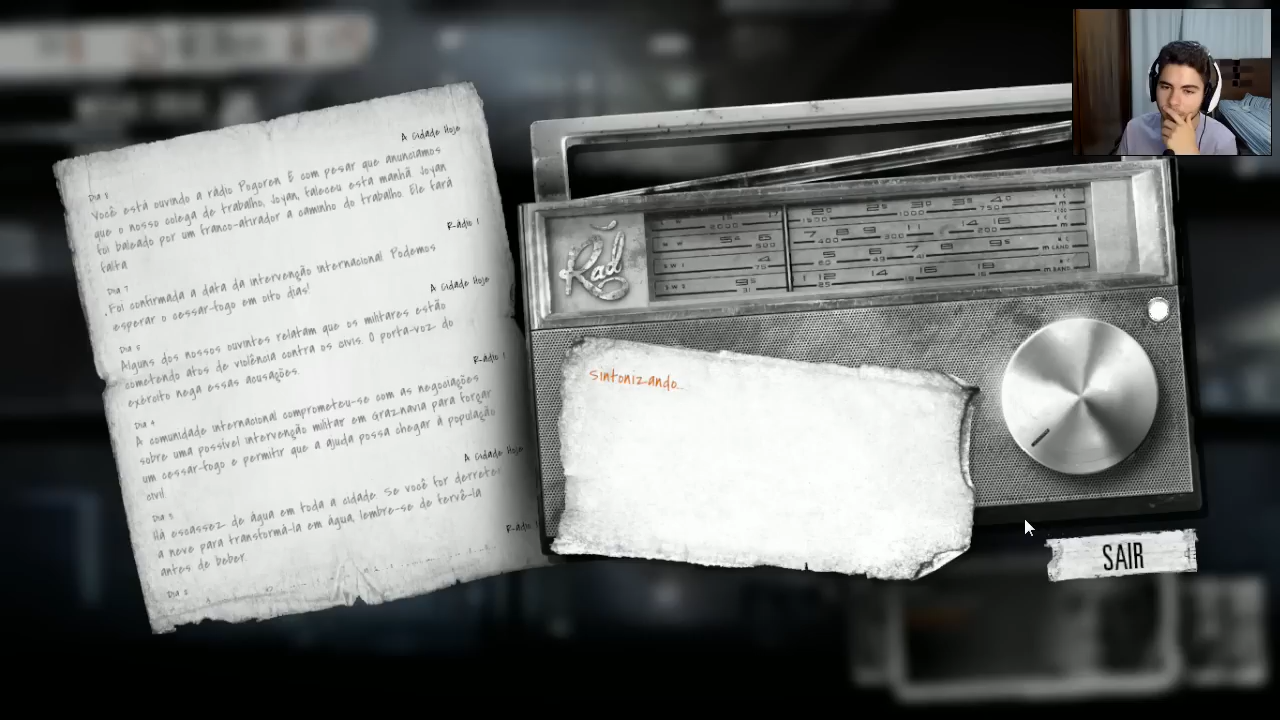 A Cidade Hoje
Dia 8
Você está ouvindo a rádio Pogoren É com pesar que anunciamos
que o nosso colega de trabalho, Jovan, faleceu esta manhã Jovan
foi baleado por um franco-atirador a caminho do trabalho. Ele fará
falta
Rádio 1
Dia 7
Foi confirmada a data da intervenção internacional Podemos
esperar o cessar-fogo em oito dias!
A Cidade Hoje
Dia 5
Alguns dos nossos ouvintes relatam que os militares estão
cometendo atos de violência contra os civis. O porta-voz do
exército nega essas acusações.
Rádio 1
Dia 4
A comunidade internacional comprometeu-se com as negociações
sobre uma possível intervenção militar em Graznavia para forçar
um cessar-fogo e permitir que a ajuda possa chegar à população
civil.
A Cidade Hoje
Dia 3
Há escassez de água em toda a cidade. Se você for derreter
a neve para transformá-la em água, lembre-se de fervê-la
antes de beber.
Rádio 1
Rad
Sintonizando...
SAIR